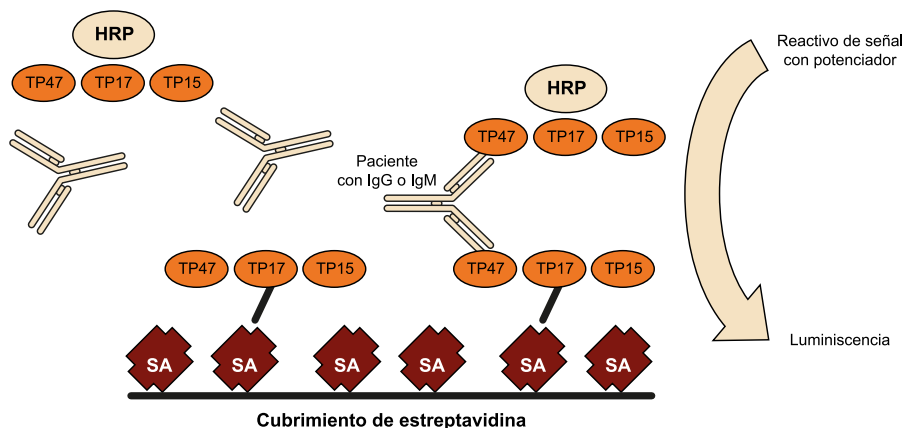 HRP
TP47 TP17 TP15
Reactivo de señal
con potenciador
HRP
TP47 TP17 TP15
Paciente
con IgG o IgM
TP47 TP17 TP15
TP47 TP17 TP15
SA SA SA SA SA SA
Luminiscencia
Cubrimiento de estreptavidina